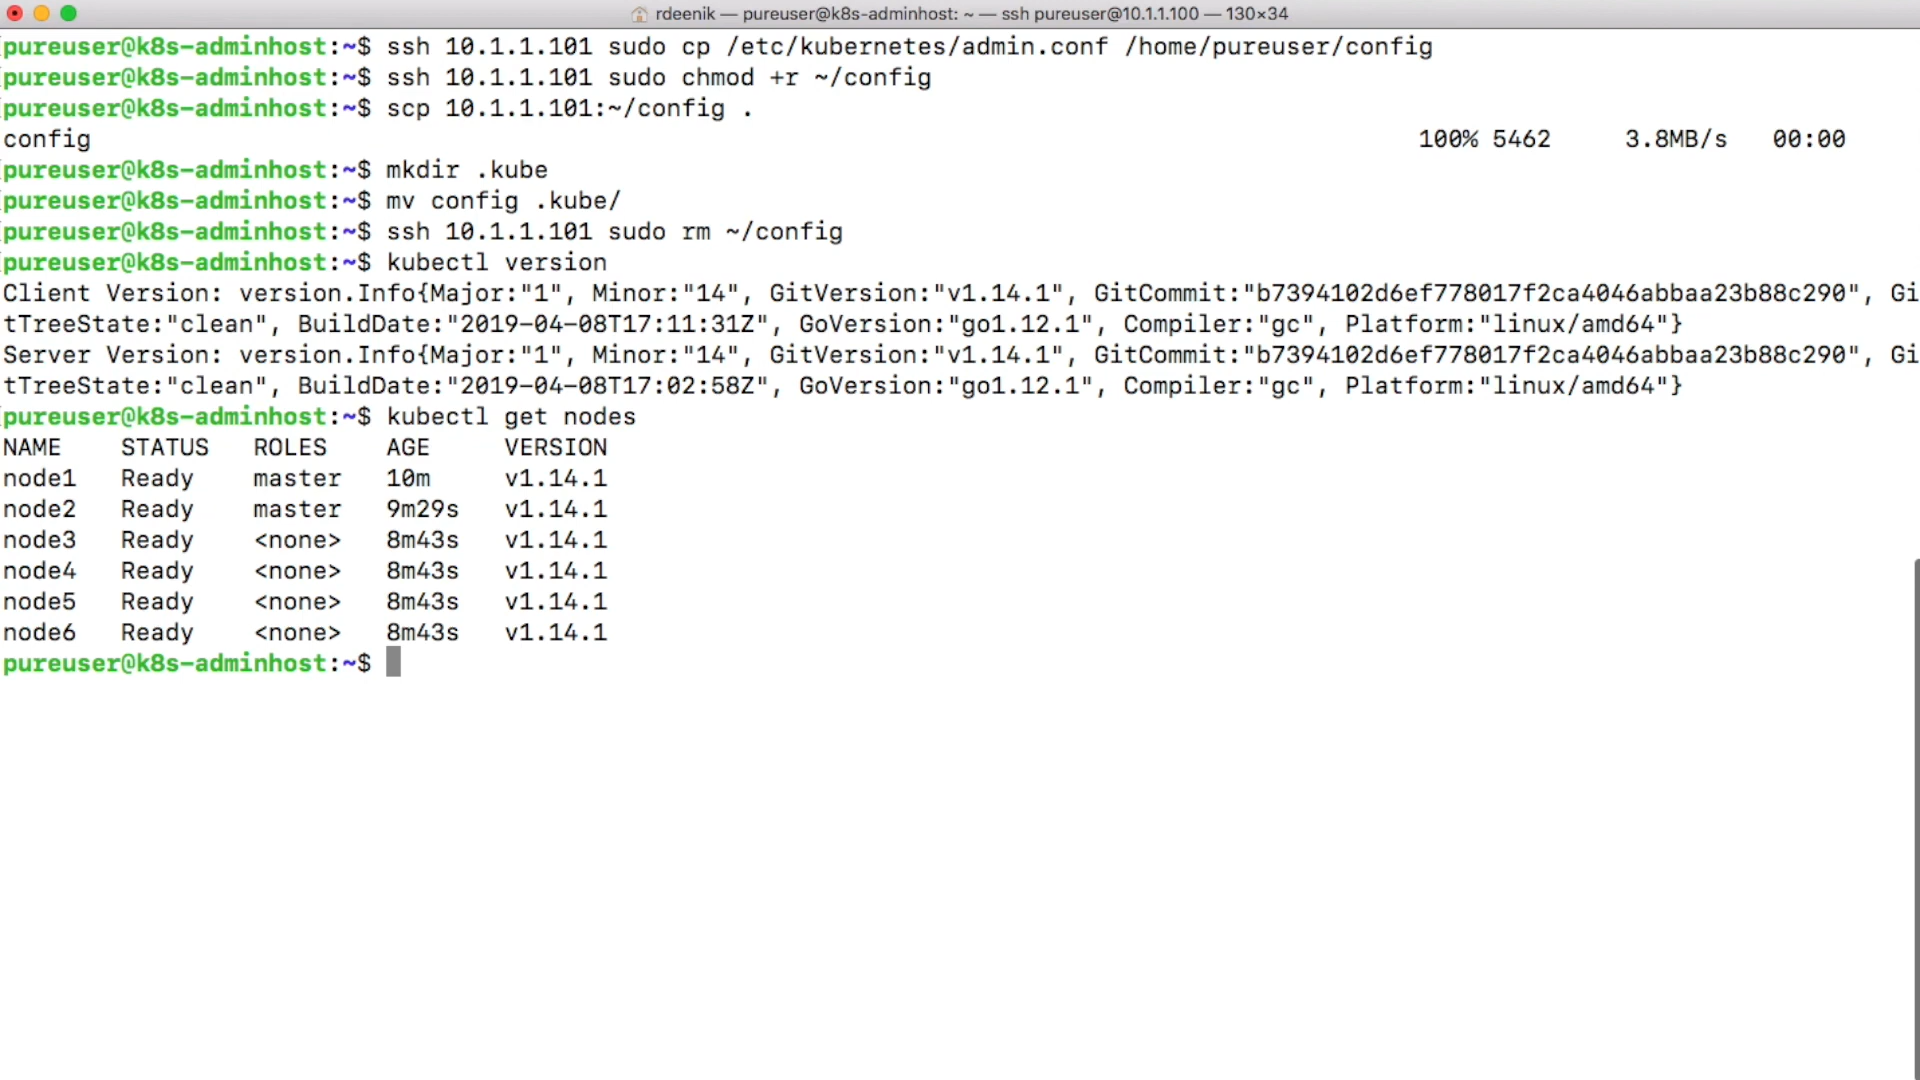 rdeenik — pureuser@k8s-adminhost: ~ — ssh pureuser@10.1.1.100 — 130×34
pureuser@k8s-adminhost:~$ ssh 10.1.1.101 sudo cp /etc/kubernetes/admin.conf /home/pureuser/config
pureuser@k8s-adminhost:~$ ssh 10.1.1.101 sudo chmod +r ~/config
pureuser@k8s-adminhost:~$ scp 10.1.1.101:~/config .
config 100% 5462 3.8MB/s 00:00
pureuser@k8s-adminhost:~$ mkdir .kube
pureuser@k8s-adminhost:~$ mv config .kube/
pureuser@k8s-adminhost:~$ ssh 10.1.1.101 sudo rm ~/config
pureuser@k8s-adminhost:~$ kubectl version
Client Version: version.Info{Major:"1", Minor:"14", GitVersion:"v1.14.1", GitCommit:"b7394102d6ef778017f2ca4046abbaa23b88c290", Gi
tTreeState:"clean", BuildDate:"2019-04-08T17:11:31Z", GoVersion:"go1.12.1", Compiler:"gc", Platform:"linux/amd64"}
Server Version: version.Info{Major:"1", Minor:"14", GitVersion:"v1.14.1", GitCommit:"b7394102d6ef778017f2ca4046abbaa23b88c290", Gi
tTreeState:"clean", BuildDate:"2019-04-08T17:02:58Z", GoVersion:"go1.12.1", Compiler:"gc", Platform:"linux/amd64"}
pureuser@k8s-adminhost:~$ kubectl get nodes
NAME STATUS ROLES AGE VERSION
node1 Ready master 10m v1.14.1
node2 Ready master 9m29s v1.14.1
node3 Ready <none> 8m43s v1.14.1
node4 Ready <none> 8m43s v1.14.1
node5 Ready <none> 8m43s v1.14.1
node6 Ready <none> 8m43s v1.14.1
pureuser@k8s-adminhost:~$